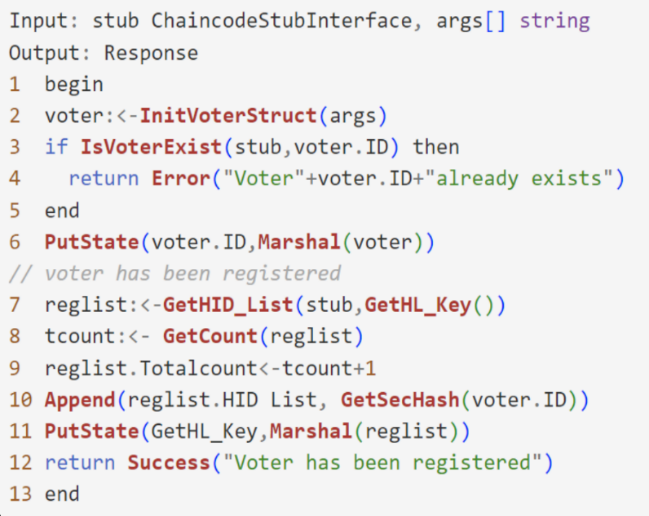 Input: stub ChaincodeStubInterface, args[] string
Output: Response
1 begin
2 voter:<-InitVoterStruct(args)
3 if IsVoterExist(stub,voter.ID) then
4 return Error("Voter"+voter.ID+"already exists")
5 end
6 PutState(voter.ID,Marshal(voter))
// voter has been registered
7 reglist:<-GetHID_List(stub,GetHL_Key())
8 tcount:<- GetCount(reglist)
9 reglist.Totalcount<-tcount+1
10 Append(reglist.HID List, GetSecHash(voter.ID))
11 PutState(GetHL_Key,Marshal(reglist))
12 return Success("Voter has been registered")
13 end